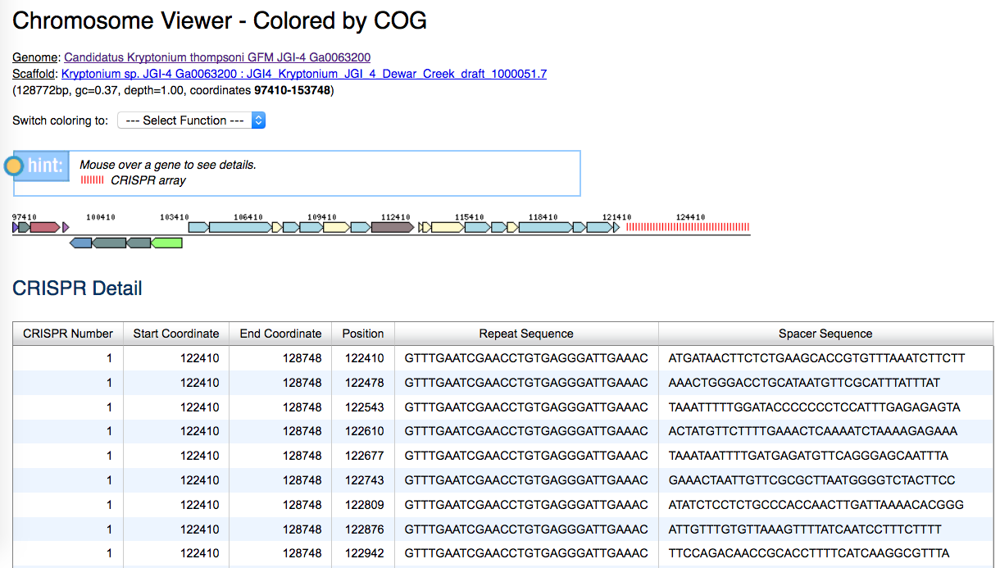 Chromosome Viewer - Colored by COG
Genome: Candidatus Kryptonium thompsoni GFM JGI-4 Ga0063200
Scaffold: Kryptonium sp. JGI-4 Ga0063200 : JGI4_Kryptonium_JGI_4_Dewar_Creek_draft_1000051.7
(128772bp, gc=0.37, depth=1.00, coordinates 97410-153748)
Switch coloring to: --- Select Function ---
hint: Mouse over a gene to see details.
CRISPR array
97410 100410 103410 106410 109410 112410 115410 118410 121410 124410
CRISPR Detail
CRISPR Number Start Coordinate End Coordinate Position Repeat Sequence Spacer Sequence
1 122410 128748 122410 GTTTGAATCGAACCTGTGAGGGATTGAAAC ATGATAACTTCTCTGAAGCACCGTGTTTAAATCTTCTT
1 122410 128748 122478 GTTTGAATCGAACCTGTGAGGGATTGAAAC AAACTGGGACCTGCATAATGTTCGCATTTATTTAT
1 122410 128748 122543 GTTTGAATCGAACCTGTGAGGGATTGAAAC TAAATTTTTGGATACCCCCCCTCCATTTGAGAGAGTA
1 122410 128748 122610 GTTTGAATCGAACCTGTGAGGGATTGAAAC ACTATGTTCTTTTGAAACTCAAAATCTAAAAGAGAAA
1 122410 128748 122677 GTTTGAATCGAACCTGTGAGGGATTGAAAC TAAATAATTTTGATGAGATGTTCAGGGAGCAATTTA
1 122410 128748 122743 GTTTGAATCGAACCTGTGAGGGATTGAAAC GAAACTAATTGTTCGCGCTTAATGGGGTCTACTTCC
1 122410 128748 122809 GTTTGAATCGAACCTGTGAGGGATTGAAAC ATATCTCCTCTGCCCACCAACTTGATTAAAACACGGG
1 122410 128748 122876 GTTTGAATCGAACCTGTGAGGGATTGAAAC ATTGTTTGTGTTAAAGTTTTATCAATCCTTTCTTTT
1 122410 128748 122942 GTTTGAATCGAACCTGTGAGGGATTGAAAC TTCCAGACAACCGCACCTTTTCATCAAGGCGTTTA